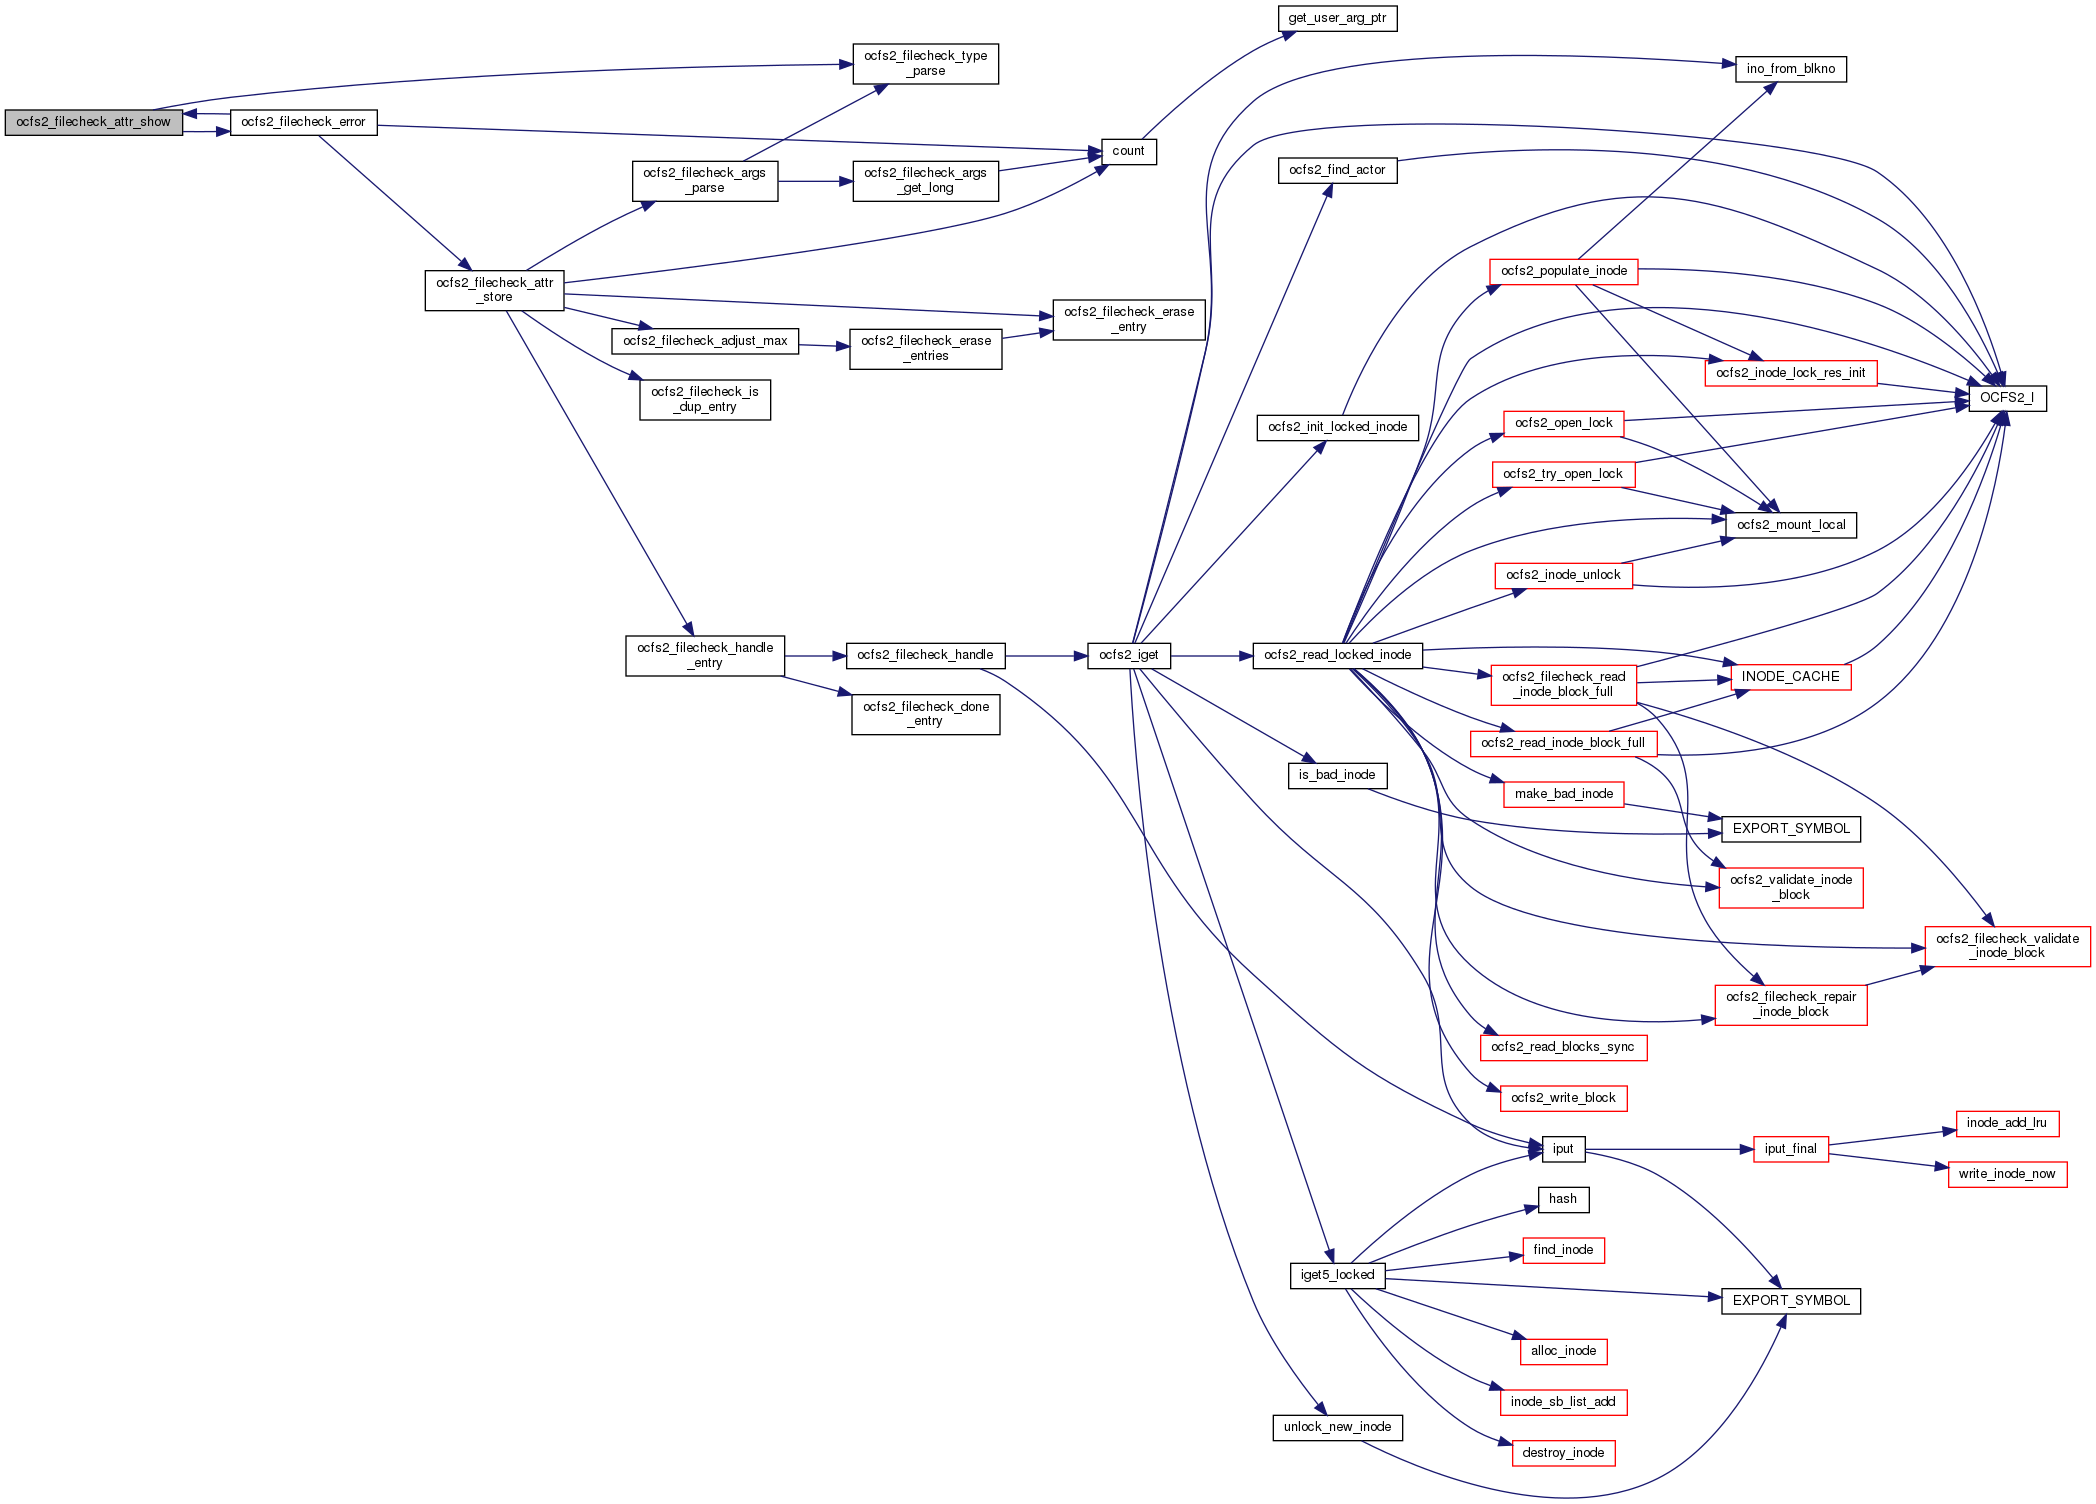 get_user_arg_ptr
ocfs2_filecheck_type
_parse
ino_from_blkno
ocfs2_filecheck_attr_show
ocfs2_filecheck_error
count
ocfs2_find_actor
ocfs2_filecheck_args
_parse
ocfs2_filecheck_args
_get_long
ocfs2_populate_inode
ocfs2_filecheck_attr
_store
ocfs2_filecheck_erase
_entry
ocfs2_filecheck_adjust_max
ocfs2_filecheck_erase
_entries
ocfs2_inode_lock_res_init
ocfs2_filecheck_is
_dup_entry
OCFS2_I
ocfs2_init_locked_inode
ocfs2_open_lock
ocfs2_try_open_lock
ocfs2_mount_local
ocfs2_inode_unlock
ocfs2_filecheck_handle
_entry
ocfs2_filecheck_handle
ocfs2_iget
ocfs2_read_locked_inode
ocfs2_filecheck_read
_inode_block_full
INODE_CACHE
ocfs2_filecheck_done
_entry
ocfs2_read_inode_block_full
is_bad_inode
make_bad_inode
EXPORT_SYMBOL
ocfs2_validate_inode
_block
ocfs2_filecheck_validate
_inode_block
ocfs2_filecheck_repair
_inode_block
ocfs2_read_blocks_sync
ocfs2_write_block
inode_add_lru
iput
iput_final
write_inode_now
hash
find_inode
iget5_locked
EXPORT_SYMBOL
alloc_inode
inode_sb_list_add
unlock_new_inode
destroy_inode